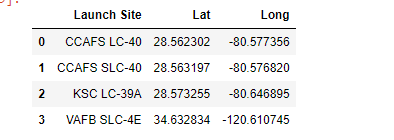 Launch Site Lat Long
0 CCAFS LC-40 28.562302 -80.577356
1 CCAFS SLC-40 28.563197 -80.576820
2 KSC LC-39A 28.573255 -80.646895
3 VAFB SLC-4E 34.632834 -120.610745